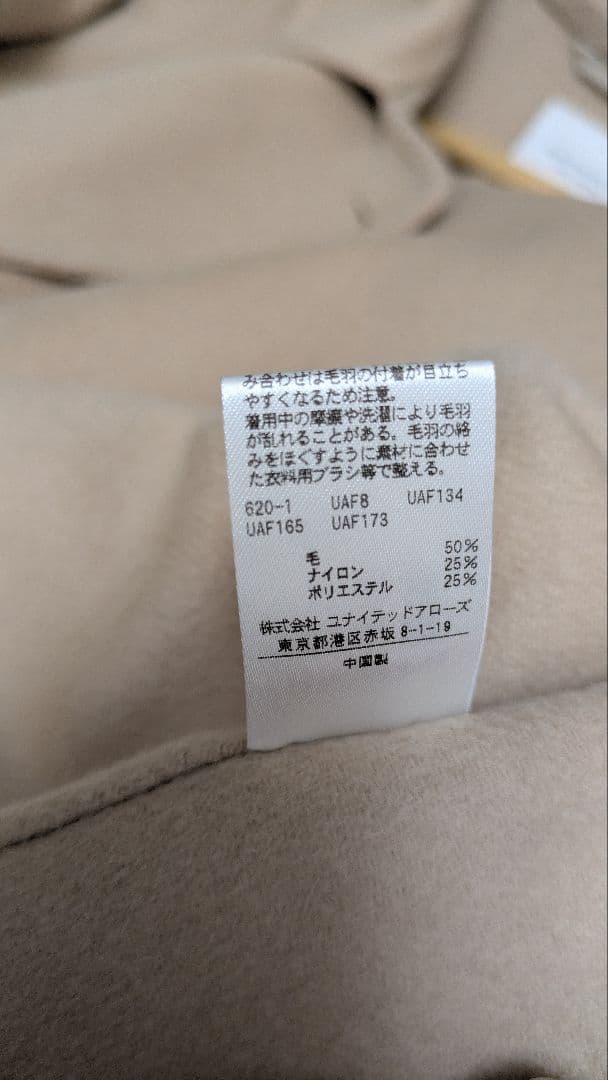 み合わせは毛羽の付着が目立ち
やすくなるため注意。
着用中の摩擦や洗濯により毛羽
が乱れることがある。毛羽の絡
みをほぐすように素材に合わせ
た衣料用ブラシ等で整える。
620-1 UAF8 UAF134
UAF165 UAF173
毛 50%
ナイロン 25%
ポリエステル 25%
株式会社 ユナイテッドアローズ
東京都港区赤坂 8-1-19
中国製